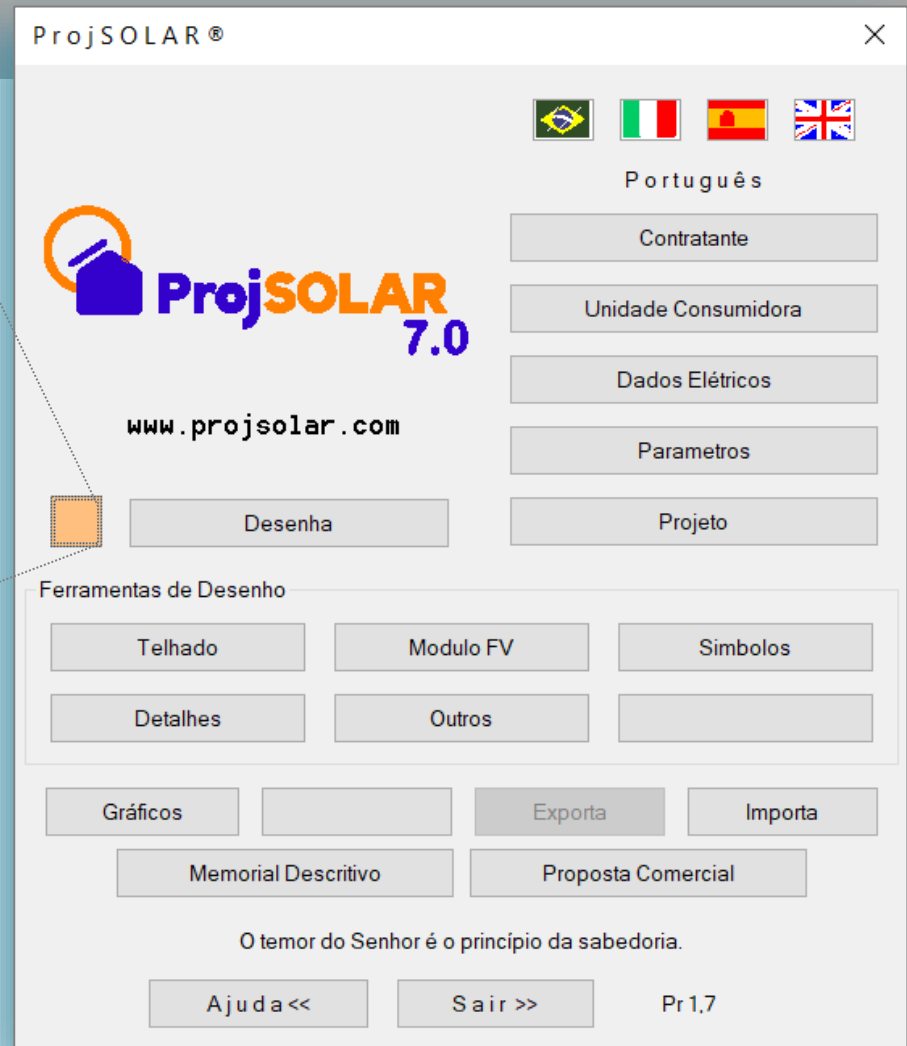 ProjSOLAR®
Português
Contratante
ProjSOLAR
7.0
Unidade Consumidora
Dados Elétricos
www.projsolar.com
Parametros
Desenha
Projeto
Ferramentas de Desenho
Telhado Modulo FV Simbolos
Detalhes Outros
Gráficos Exporta Importa
Memorial Descritivo Proposta Comercial
O temor do Senhor é o princípio da sabedoria.
Ajuda<< Sair>> Pr 1,7